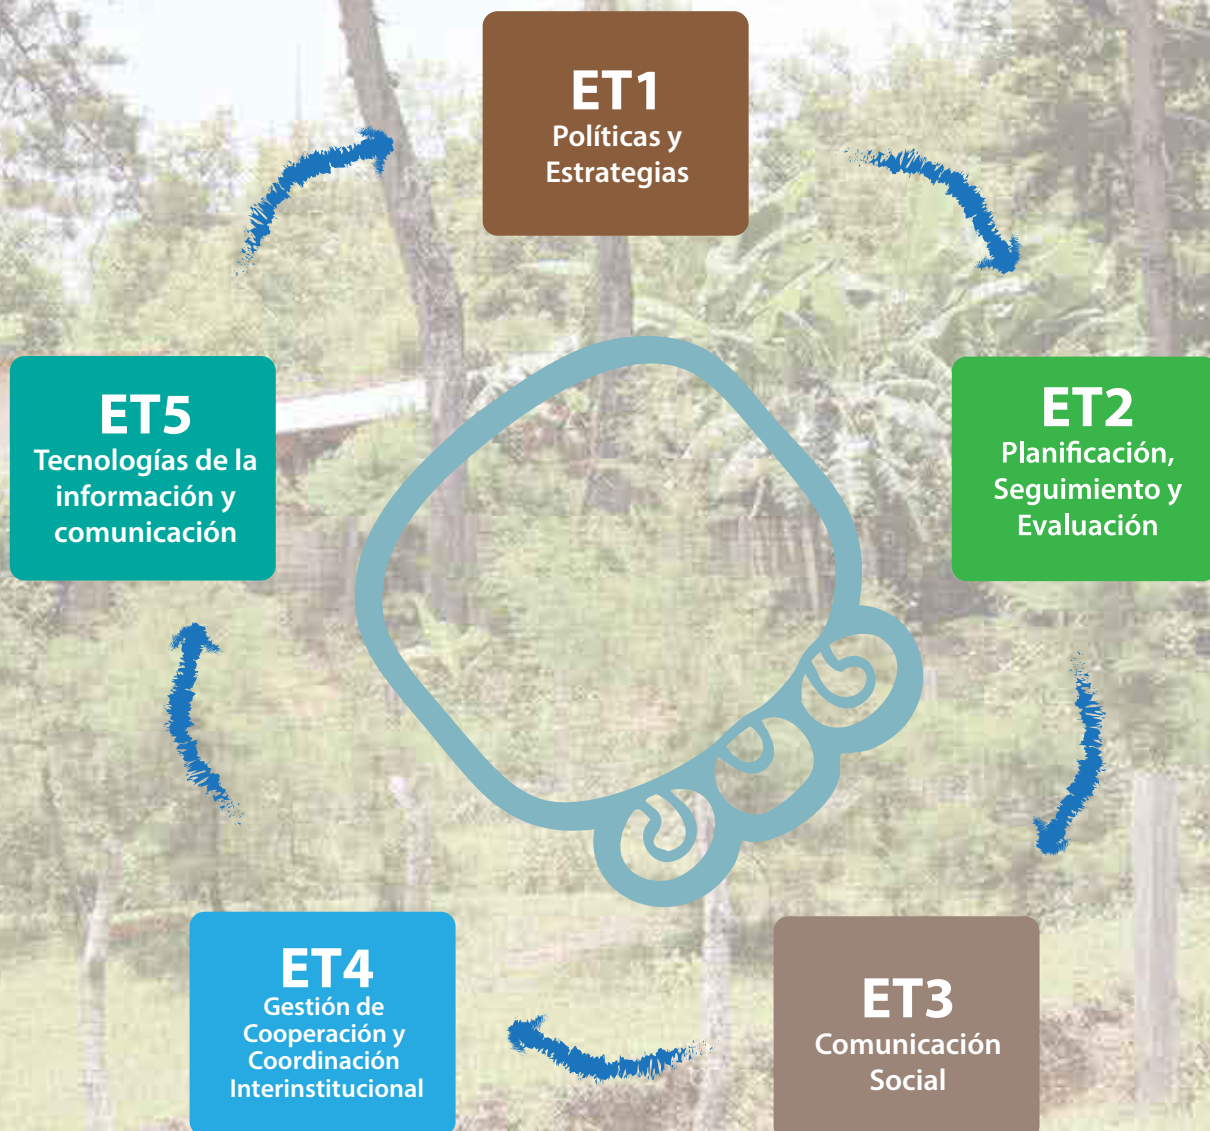 ET1
Políticas y
Estrategias
ET2
Planificación,
Seguimiento y
Evaluación
ET3
Comunicación
Social
ET4
Gestión de
Cooperación y
Coordinación
Interinstitucional
ET5
Tecnologías de la
información y
comunicación